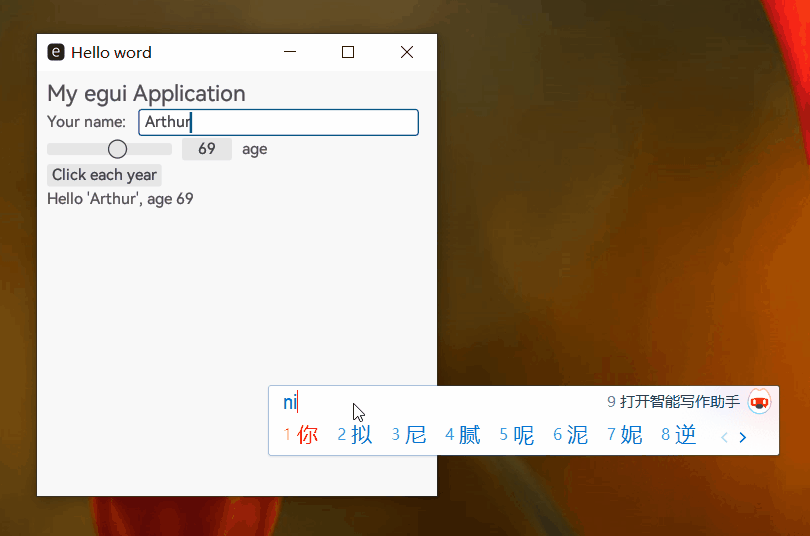 e Hello word
My egui Application
Your name: Arthur
69 age
Click each year
Hello 'Arthur', age 69
ni 9 打开智能写作助手
1 你 2 拟 3 尼 4 腻 5 呢 6 泥 7 妮 8 逆